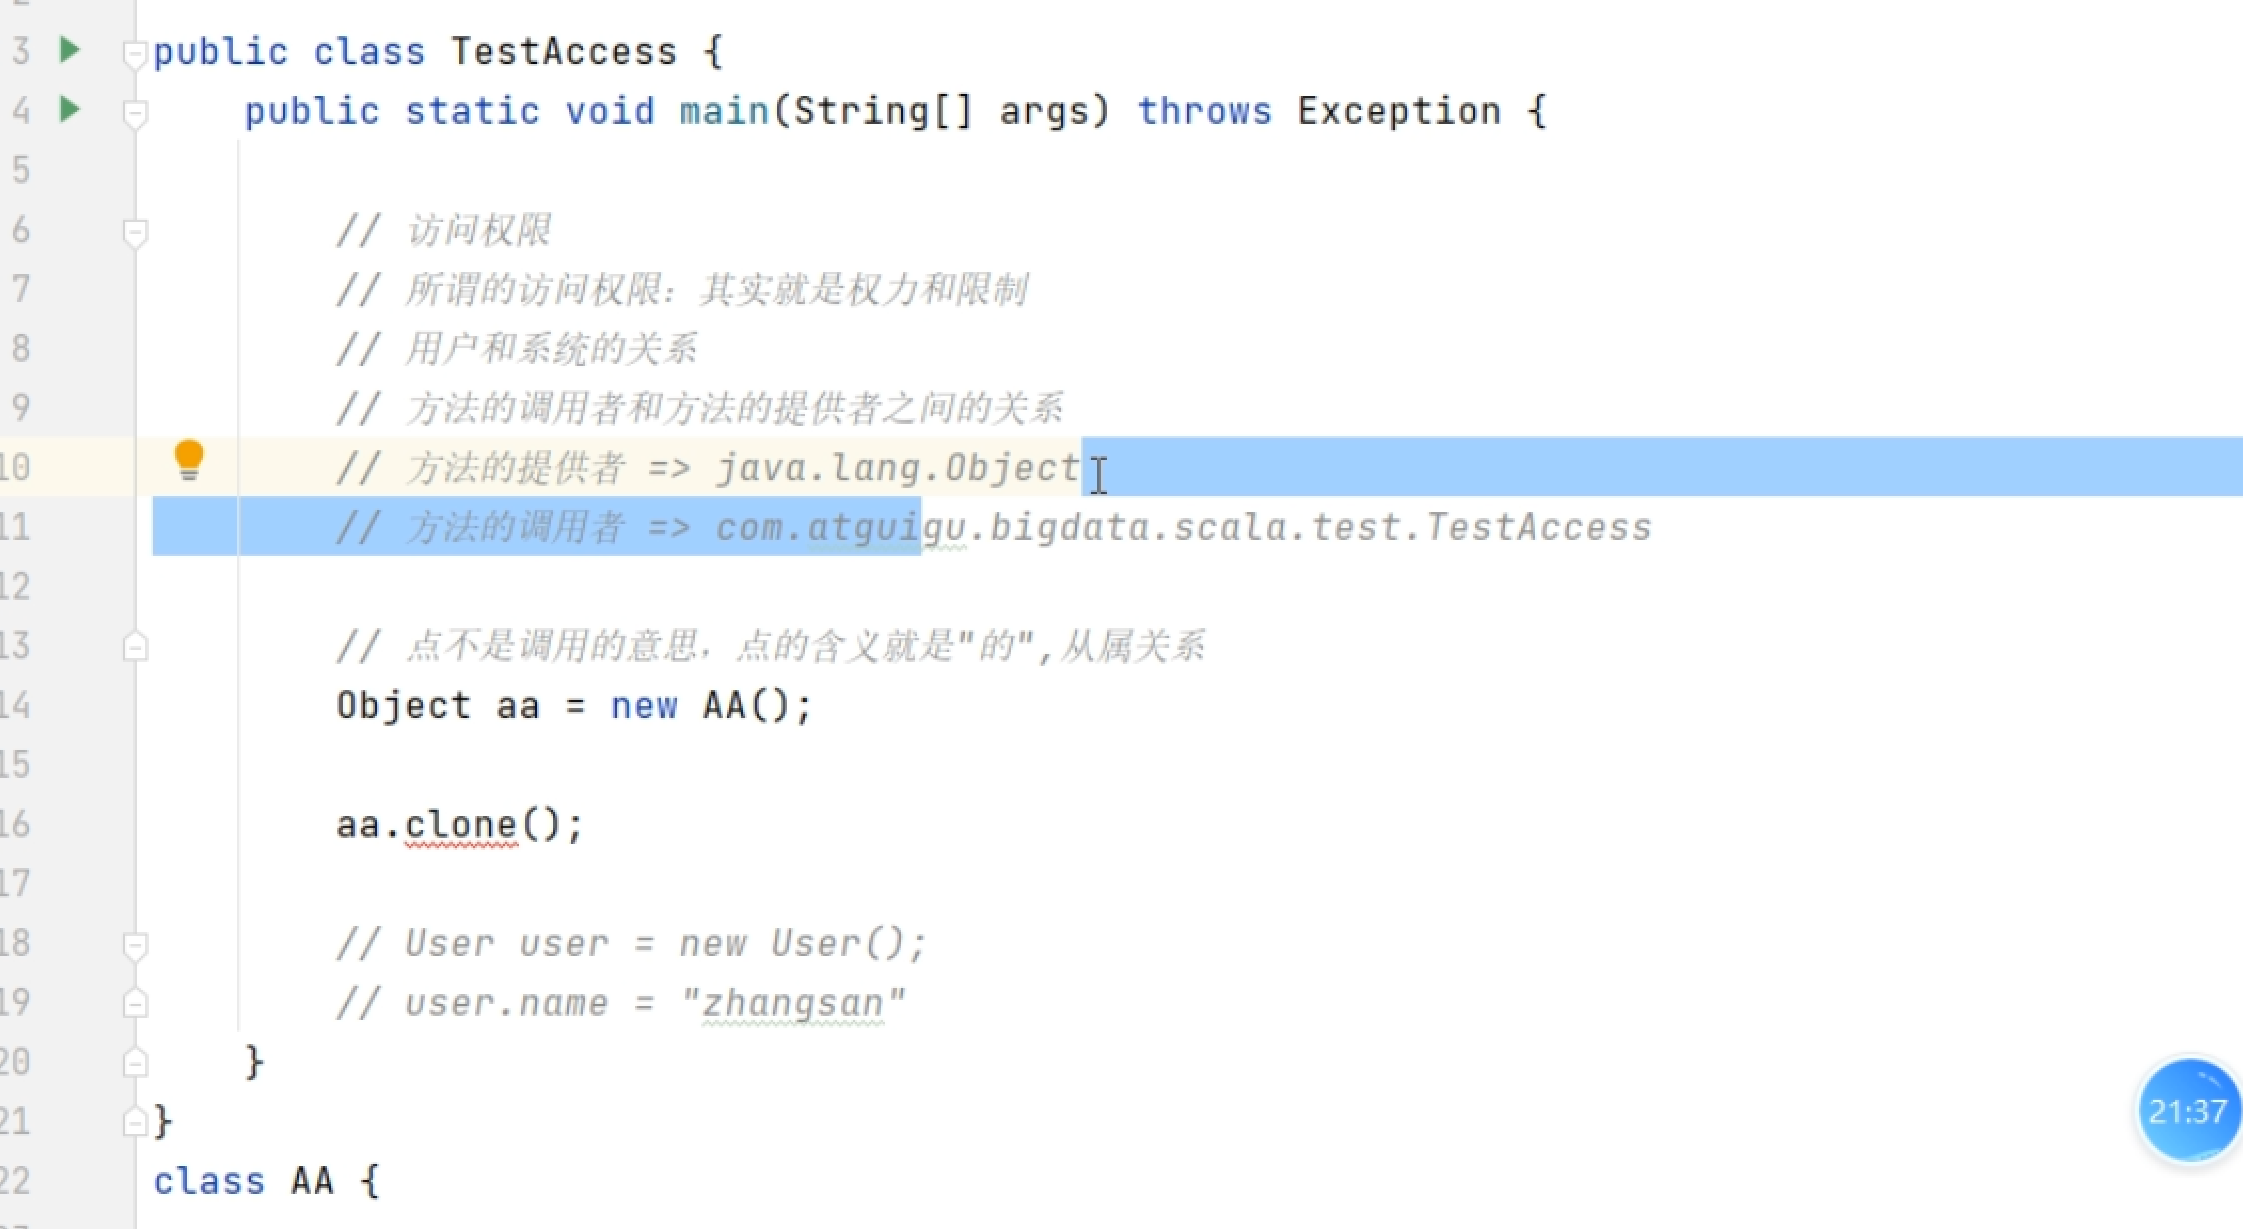 3 public class TestAccess {
4 public static void main(String[] args) throws Exception {
5
6 // 访问权限
7 // 所谓的访问权限：其实就是权力和限制
8 // 用户和系统的关系
9 // 方法的调用者和方法的提供者之间的关系
10 // 方法的提供者 => java.lang.Object
11 // 方法的调用者 => com.atguigu.bigdata.scala.test.TestAccess
12
13 // 点不是调用的意思，点的含义就是"的",从属关系
14 Object aa = new AA();
15
16 aa.clone();
17
18 // User user = new User();
19 // user.name = "zhangsan"
20 }
21 }
22 class AA {
21:37